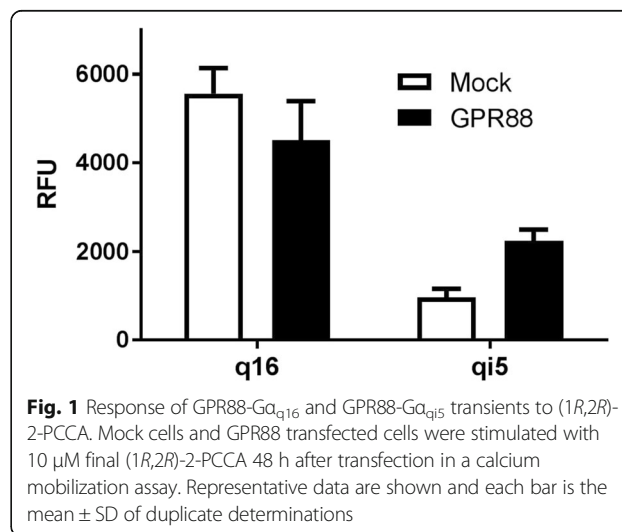 6000
4000
2000
0
RFU
Mock
GPR88
q16
qi5
Fig. 1 Response of GPR88-Gα_q16 and GPR88-Gα_qi5 transients to (1R,2R)-
2-PCCA. Mock cells and GPR88 transfected cells were stimulated with
10 μM final (1R,2R)-2-PCCA 48 h after transfection in a calcium
mobilization assay. Representative data are shown and each bar is the
mean ± SD of duplicate determinations